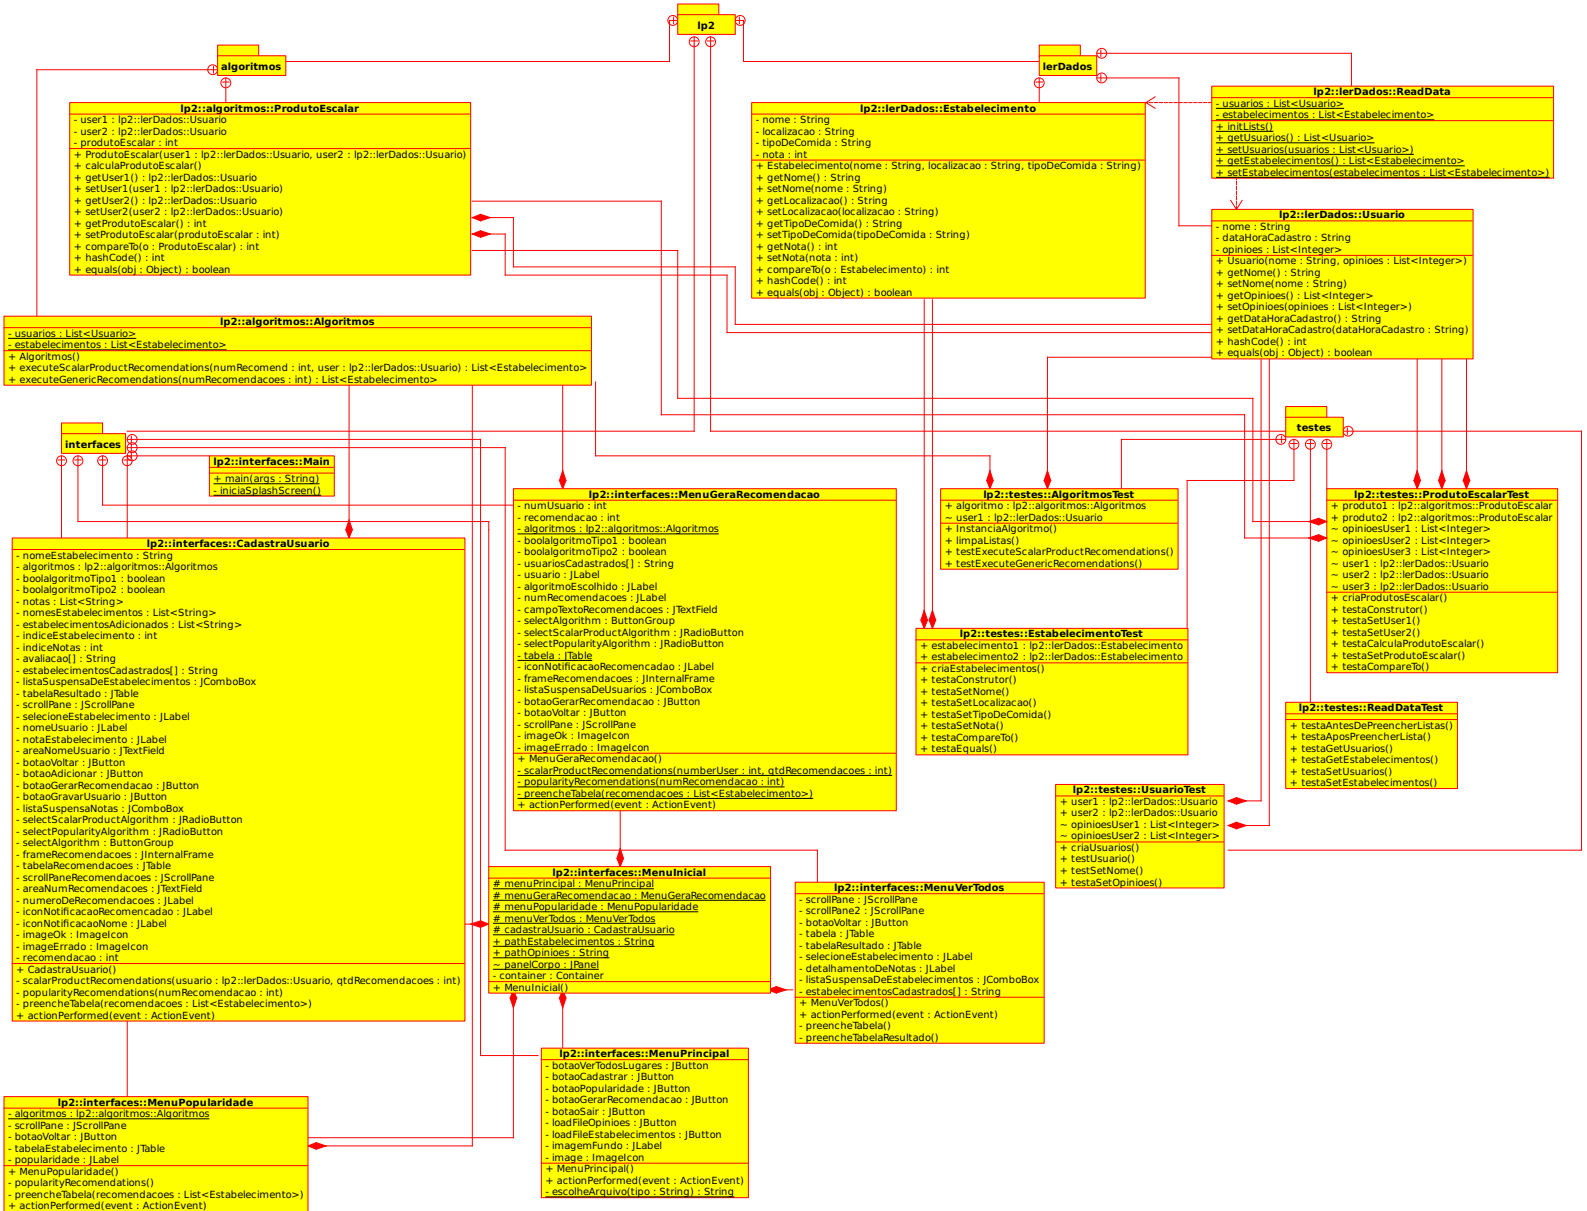 lp2
algoritmos
lerDados
lp2::algoritmos::ProdutoEscalar
- user1 : lp2::lerDados::Usuario
- user2 : lp2::lerDados::Usuario
- produtoEscalar : int
+ ProdutoEscalar(user1 : lp2::lerDados::Usuario, user2 : lp2::lerDados::Usuario)
+ calculaProdutoEscalar()
+ getUser1() : lp2::lerDados::Usuario
+ setUser1(user1 : lp2::lerDados::Usuario)
+ getUser2() : lp2::lerDados::Usuario
+ setUser2(user2 : lp2::lerDados::Usuario)
+ getProdutoEscalar() : int
+ setProdutoEscalar(produtoEscalar : int)
+ compareTo(o : ProdutoEscalar) : int
+ hashCode() : int
+ equals(obj : Object) : boolean
lp2::lerDados::Estabelecimento
- nome : String
- localizacao : String
- tipoDeComida : String
- nota : int
+ Estabelecimento(nome : String, localizacao : String, tipoDeComida : String)
+ getNome() : String
+ setNome(nome : String)
+ getLocalizacao() : String
+ setLocalizacao(localizacao : String)
+ getTipoDeComida() : String
+ setTipoDeComida(tipoDeComida : String)
+ getNota() : int
+ setNota(nota : int)
+ compareTo(o : Estabelecimento) : int
+ hashCode() : int
+ equals(obj : Object) : boolean
lp2::lerDados::ReadData
- usuarios : List<Usuario>
- estabelecimentos : List<Estabelecimento>
+ initLists()
+ getUsuarios() : List<Usuario>
+ setUsuarios(usuarios : List<Usuario>)
+ getEstabelecimentos() : List<Estabelecimento>
+ setEstabelecimentos(estabelecimentos : List<Estabelecimento>)
lp2::lerDados::Usuario
- nome : String
- dataHoraCadastro : String
- opinioes : List<Integer>
+ Usuario(nome : String, opinioes : List<Integer>)
+ getNome() : String
+ setNome(nome : String)
+ getOpinioes() : List<Integer>
+ setOpinioes(opinioes : List<Integer>)
+ getDataHoraCadastro() : String
+ setDataHoraCadastro(dataHoraCadastro : String)
+ hashCode() : int
+ equals(obj : Object) : boolean
lp2::algoritmos::Algoritmos
- usuarios : List<Usuario>
- estabelecimentos : List<Estabelecimento>
+ Algoritmos()
+ executeScalarProductRecomendations(numRecomend : int, user : lp2::lerDados::Usuario) : List<Estabelecimento>
+ executeGenericRecomendations(numRecomendacoes : int) : List<Estabelecimento>
interfaces
testes
lp2::interfaces::Main
+ main(args : String)
- iniciaSplashScreen()
lp2::interfaces::CadastraUsuario
- nomeEstabelecimento : String
- algoritmos : lp2::algoritmos::Algoritmos
- boolalgoritmoTipo1 : boolean
- boolalgoritmoTipo2 : boolean
- notas : List<String>
- nomesEstabelecimentos : List<String>
- estabelecimentosAdicionados : List<String>
- indiceEstabelecimento : int
- indiceNotas : int
- avaliacao[] : String
- estabelecimentosCadastrados[] : String
- listaSuspensaDeEstabelecimentos : JComboBox
- tabelaResultado : JTable
- scrollPane : JScrollPane
- selecioneEstabelecimento : JLabel
- nomeUsuario : JLabel
- notaEstabelecimento : JLabel
- areaNomeUsuario : JTextField
- botaoVoltar : JButton
- botaoAdicionar : JButton
- botaoGerarRecomendacao : JButton
- botaoGravarUsuario : JButton
- listaSuspensaNotas : JComboBox
- selectScalarProductAlgorithm : JRadioButton
- selectPopularityAlgorithm : JRadioButton
- selectAlgorithm : ButtonGroup
- frameRecomendacoes : JInternalFrame
- tabelaRecomendacoes : JTable
- scrollPaneRecomendacoes : JScrollPane
- areaNumRecomendacoes : JTextField
- numeroDeRecomendacoes : JLabel
- iconNotificacaoRecomencadao : JLabel
- iconNotificacaoNome : JLabel
- imageOk : ImageIcon
- imageErrado : ImageIcon
- recomendacao : int
+ CadastraUsuario()
- scalarProductRecomendations(usuario : lp2::lerDados::Usuario, qtdRecomendacoes : int)
- popularityRecomendations(numRecomendacao : int)
- preencheTabela(recomendacoes : List<Estabelecimento>)
+ actionPerformed(event : ActionEvent)
lp2::interfaces::MenuGeraRecomendacao
- numUsuario : int
- recomendacao : int
- algoritmos : lp2::algoritmos::Algoritmos
- boolalgoritmoTipo1 : boolean
- boolalgoritmoTipo2 : boolean
- usuariosCadastrados[] : String
- usuario : JLabel
- algoritmoEscolhido : JLabel
- numRecomendacoes : JLabel
- campoTextoRecomendacoes : JTextField
- selectAlgorithm : ButtonGroup
- selectScalarProductAlgorithm : JRadioButton
- selectPopularityAlgorithm : JRadioButton
- tabela : JTable
- iconNotificacaoRecomencadao : JLabel
- frameRecomendacoes : JInternalFrame
- listaSuspensaDeUsuarios : JComboBox
- botaoGerarRecomendacao : JButton
- botaoVoltar : JButton
- scrollPane : JScrollPane
- imageOk : ImageIcon
- imageErrado : ImageIcon
+ MenuGeraRecomendacao()
- scalarProductRecomendations(numberUser : int, qtdRecomendacoes : int)
- popularityRecomendations(numRecomendacao : int)
- preencheTabela(recomendacoes : List<Estabelecimento>)
+ actionPerformed(event : ActionEvent)
lp2::testes::AlgoritmosTest
+ algoritmo : lp2::algoritmos::Algoritmos
~ user1 : lp2::lerDados::Usuario
+ InstanciaAlgoritmo()
+ limpaListas()
+ testExecuteScalarProductRecomendations()
+ testExecuteGenericRecomendations()
lp2::testes::ProdutoEscalarTest
+ produto1 : lp2::algoritmos::ProdutoEscalar
+ produto2 : lp2::algoritmos::ProdutoEscalar
~ opinioesUser1 : List<Integer>
~ opinioesUser2 : List<Integer>
~ opinioesUser3 : List<Integer>
~ user1 : lp2::lerDados::Usuario
~ user2 : lp2::lerDados::Usuario
~ user3 : lp2::lerDados::Usuario
+ criaProdutosEscalar()
+ testaConstrutor()
+ testaSetUser1()
+ testaSetUser2()
+ testaCalculaProdutoEscalar()
+ testaSetProdutoEscalar()
+ testaCompareTo()
lp2::testes::EstabelecimentoTest
+ estabelecimento1 : lp2::lerDados::Estabelecimento
+ estabelecimento2 : lp2::lerDados::Estabelecimento
+ criaEstabelecimentos()
+ testaConstrutor()
+ testaSetNome()
+ testaSetLocalizacao()
+ testaSetTipoDeComida()
+ testaSetNota()
+ testaCompareTo()
+ testaEquals()
lp2::testes::ReadDataTest
+ testaAntesDePreencherListas()
+ testaAposPreencherLista()
+ testaGetUsuarios()
+ testaGetEstabelecimentos()
+ testaSetUsuarios()
+ testaSetEstabelecimentos()
lp2::testes::UsuarioTest
+ user1 : lp2::lerDados::Usuario
+ user2 : lp2::lerDados::Usuario
~ opinioesUser1 : List<Integer>
~ opinioesUser2 : List<Integer>
+ criaUsuarios()
+ testUsuario()
+ testSetNome()
+ testaSetOpinioes()
lp2::interfaces::MenuInicial
# menuPrincipal : MenuPrincipal
# menuGeraRecomendacao : MenuGeraRecomendacao
# menuPopularidade : MenuPopularidade
# menuVerTodos : MenuVerTodos
# cadastraUsuario : CadastraUsuario
+ pathEstabelecimentos : String
+ pathOpinioes : String
~ panelCorpo : JPanel
- container : Container
+ MenuInicial()
lp2::interfaces::MenuVerTodos
- scrollPane : JScrollPane
- scrollPane2 : JScrollPane
- botaoVoltar : JButton
- tabela : JTable
- tabelaResultado : JTable
- selecioneEstabelecimento : JLabel
- detalhamentoDeNotas : JLabel
- listaSuspensaDeEstabelecimentos : JComboBox
- estabelecimentosCadastrados[] : String
+ MenuVerTodos()
+ actionPerformed(event : ActionEvent)
- preencheTabela()
- preencheTabelaResultado()
lp2::interfaces::MenuPrincipal
- botaoVerTodosLugares : JButton
- botaoCadastrar : JButton
- botaoPopularidade : JButton
- botaoGerarRecomendacao : JButton
- botaoSair : JButton
- loadFileOpinioes : JButton
- loadFileEstabelecimentos : JButton
- imagemFundo : JLabel
- image : ImageIcon
+ MenuPrincipal()
+ actionPerformed(event : ActionEvent)
- escolheArquivo(tipo : String) : String
lp2::interfaces::MenuPopularidade
- algoritmos : lp2::algoritmos::Algoritmos
- scrollPane : JScrollPane
- botaoVoltar : JButton
- tabelaEstabelecimento : JTable
- popularidade : JLabel
+ MenuPopularidade()
- popularityRecomendations()
- preencheTabela(recomendacoes : List<Estabelecimento>)
+ actionPerformed(event : ActionEvent)